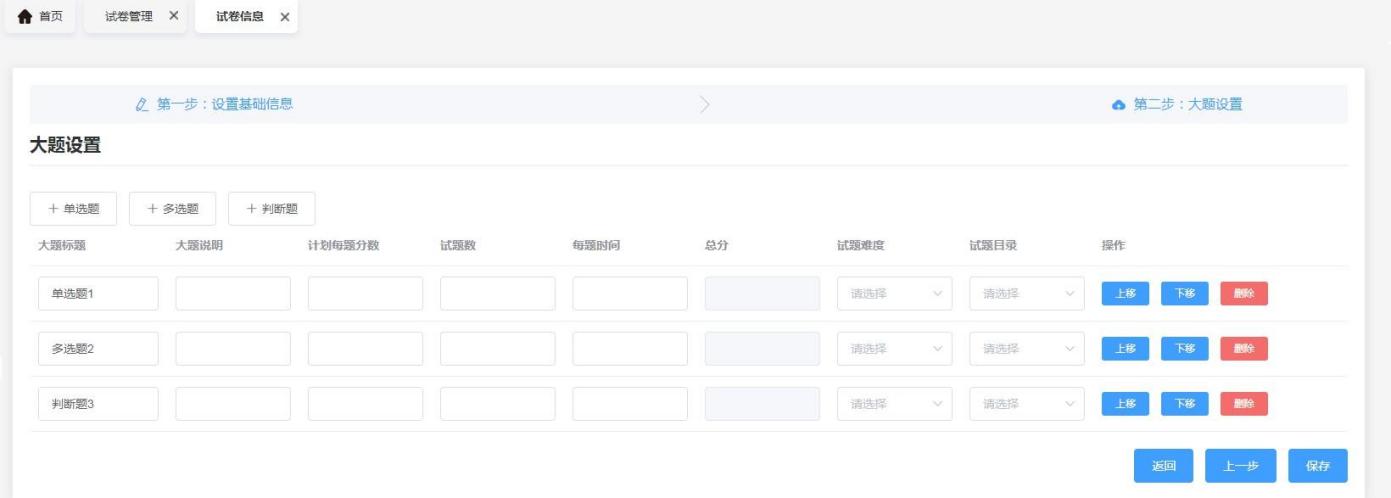 首页 试卷管理 × 试卷信息 ×
第一步：设置基础信息 第二步：大题设置
大题设置
+ 单选题 + 多选题 + 判断题
大题标题 大题说明 计划每题分数 试题数 每题时间 总分 试题难度 试题目录 操作
单选题1 请选择 请选择 上移 下移 删除
多选题2 请选择 请选择 上移 下移 删除
判断题3 请选择 请选择 上移 下移 删除
返回 上一步 保存